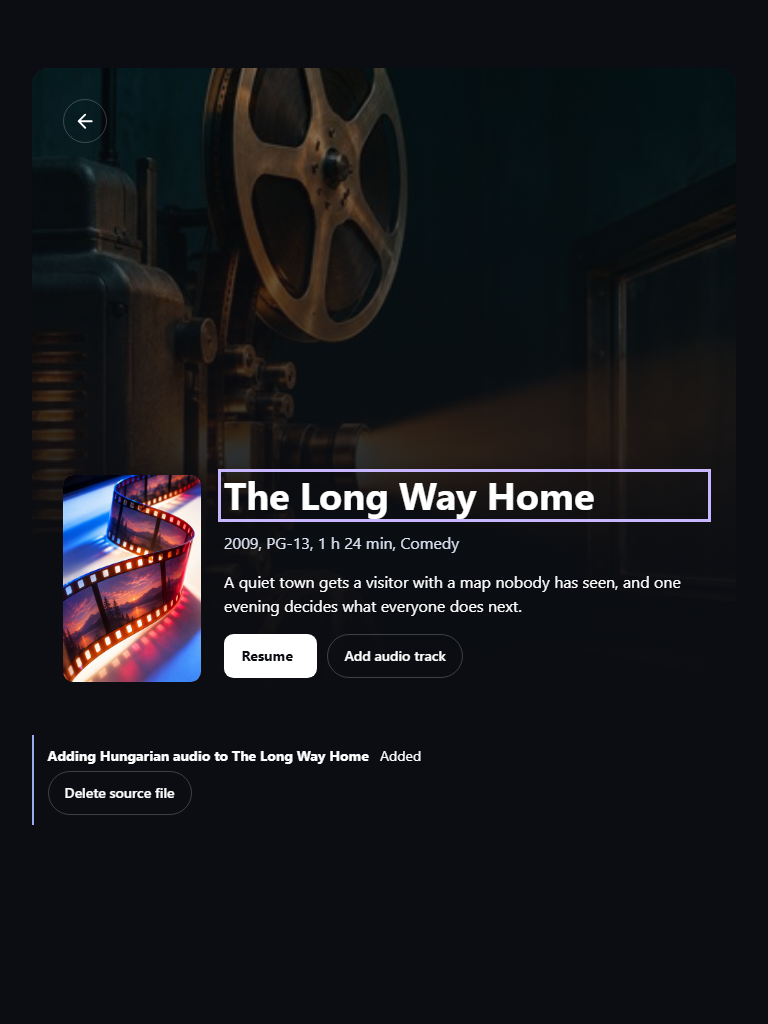 The Long Way Home
2009, PG-13, 1 h 24 min, Comedy
A quiet town gets a visitor with a map nobody has seen, and one
evening decides what everyone does next.
Resume
Add audio track
Adding Hungarian audio to The Long Way Home Added
Delete source file